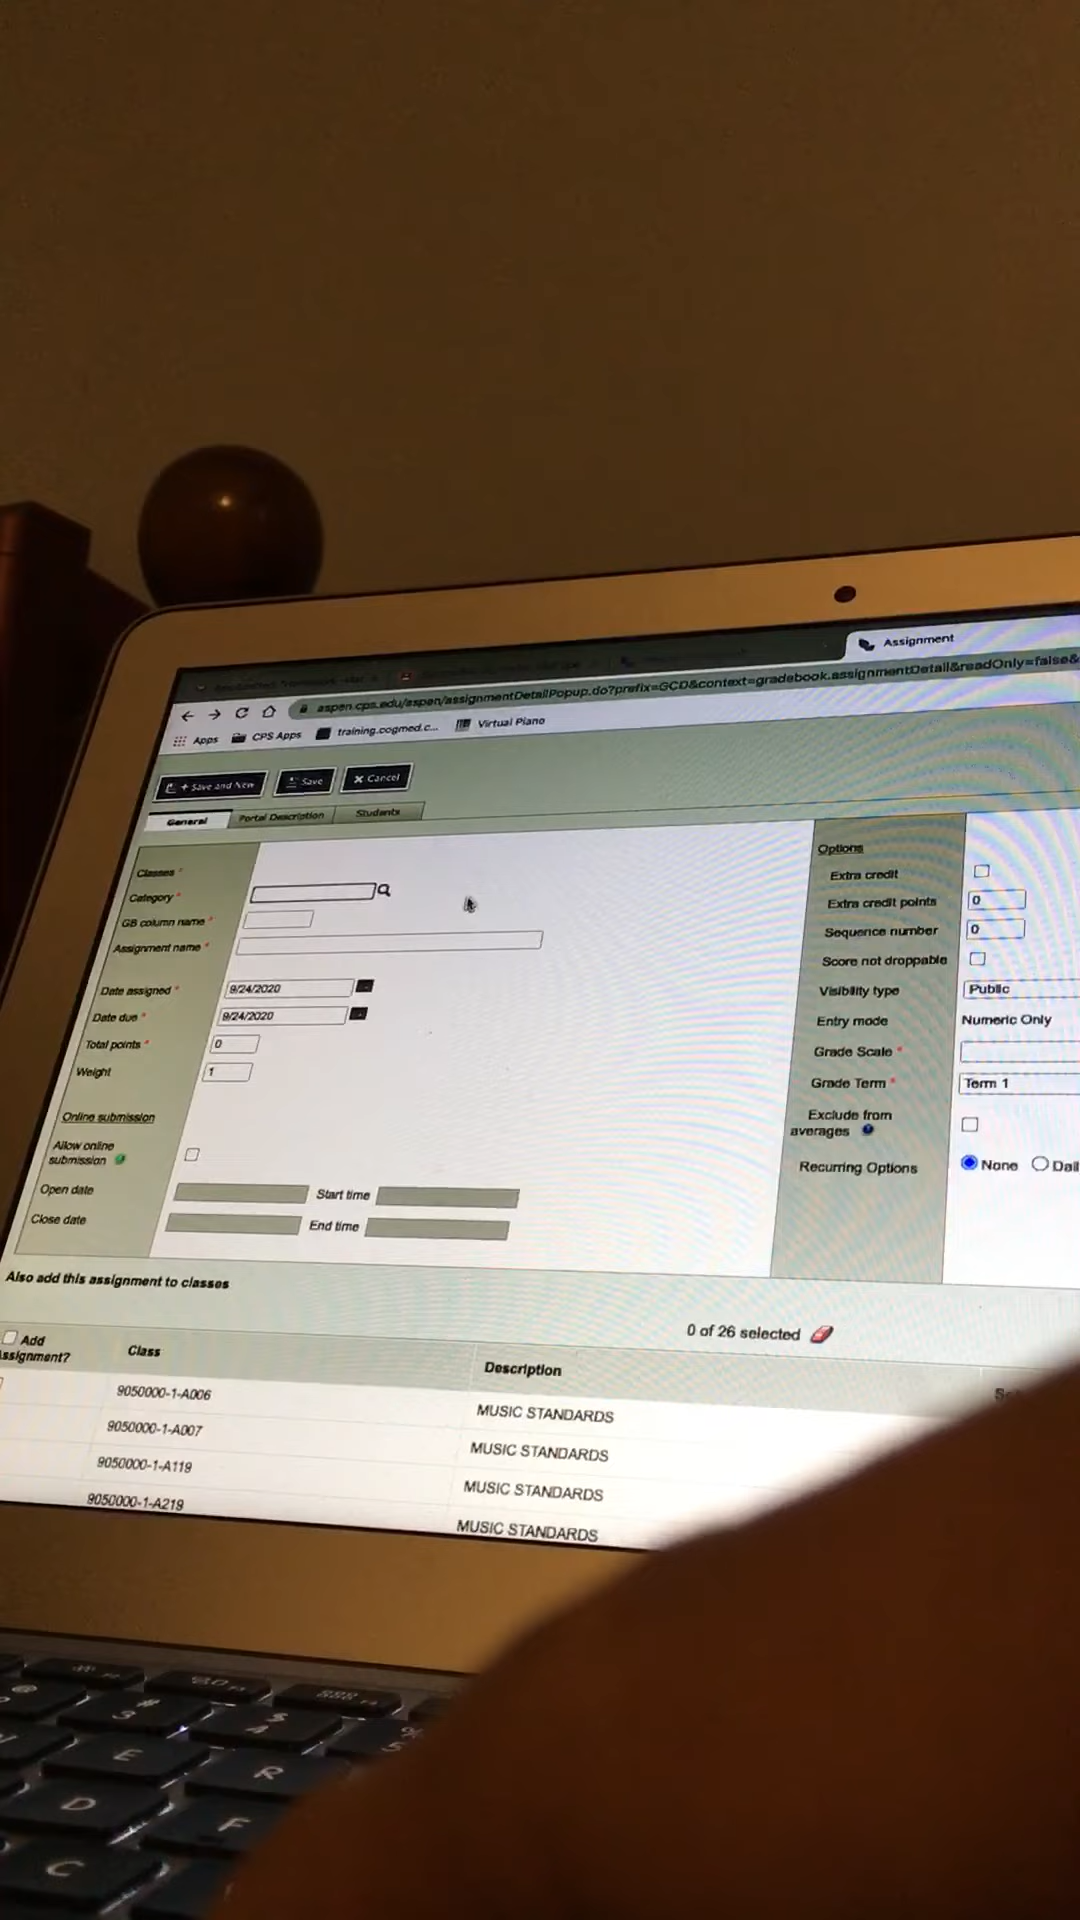 Assignment
aspen.cps.edu/aspen/assignmentDetailPopup.do?prefix=GCD&context=gradebook.assignmentDetail&readOnly=false&
Apps CPS Apps training.cogmed.c... Virtual Piano
+ Save and New Save X Cancel
General Portal Description Students
Classes *
Category *
GB column name *
Assignment name *
Date assigned * 9/24/2020
Date due * 9/24/2020
Total points * 0
Weight 1
Online submission
Allow online
submission
Open date Start time
Close date End time
Options
Extra credit
Extra credit points 0
Sequence number 0
Score not droppable
Visibility type Public
Entry mode Numeric Only
Grade Scale *
Grade Term * Term 1
Exclude from
averages
Recurring Options None Dail
Also add this assignment to classes
0 of 26 selected
Add
ssignment? Class Description
9050000-1-A006 MUSIC STANDARDS
9050000-1-A007 MUSIC STANDARDS
9050000-1-A119 MUSIC STANDARDS
9050000-1-A219 MUSIC STANDARDS
# 3 $ 4
E R
D F
C